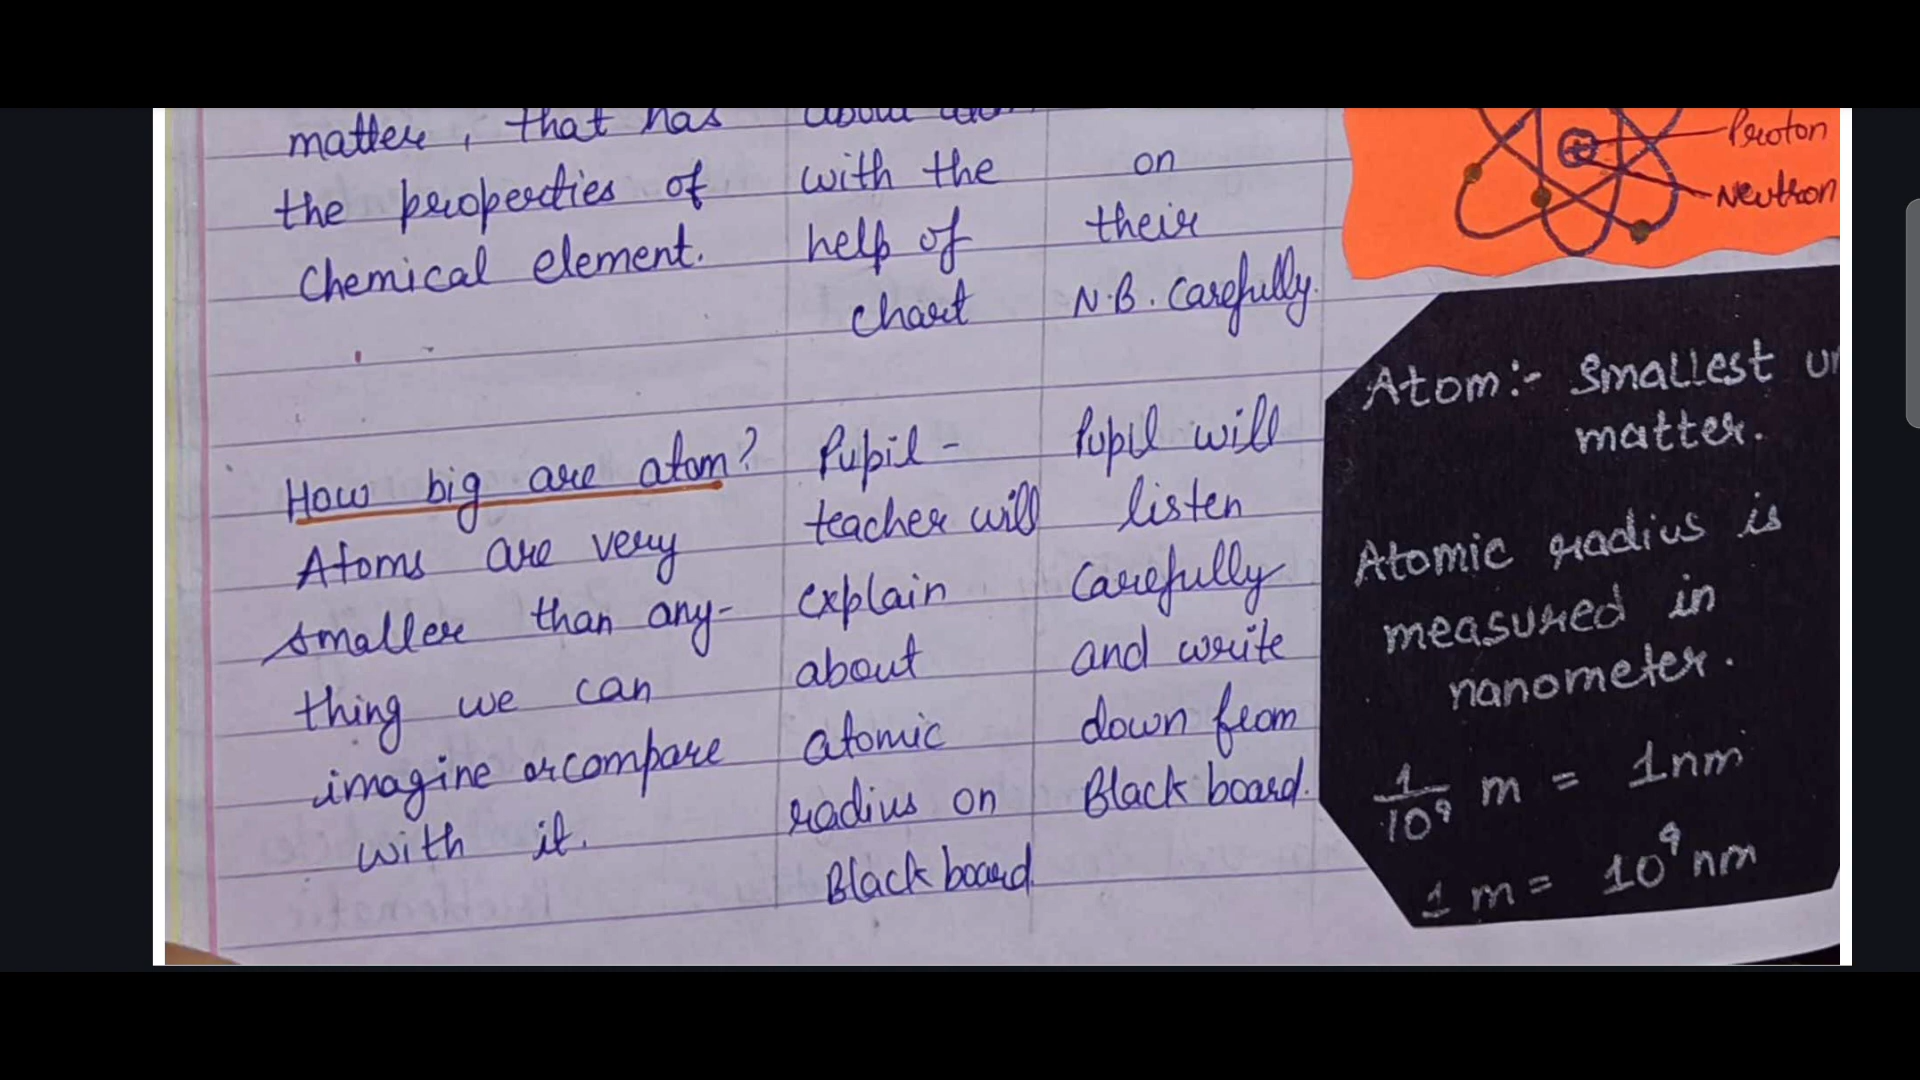 matter, that has
the properties of
Chemical element.
How big are atom?
Atoms are very
smaller than any-
thing we can
imagine or compare
with it.
about
with the
help of
chart
Pupil-
teacher will
explain
about
atomic
radius on
Black board.
on
their
N.B. Carefully.
Pupil will
listen
Carefully
and write
down from
Black board.
Proton
Neutron
Atom:- Smallest
matter.
Atomic radius is
measured in
nanometer.
1/10⁹ m = 1nm
1 m = 10⁹ nm